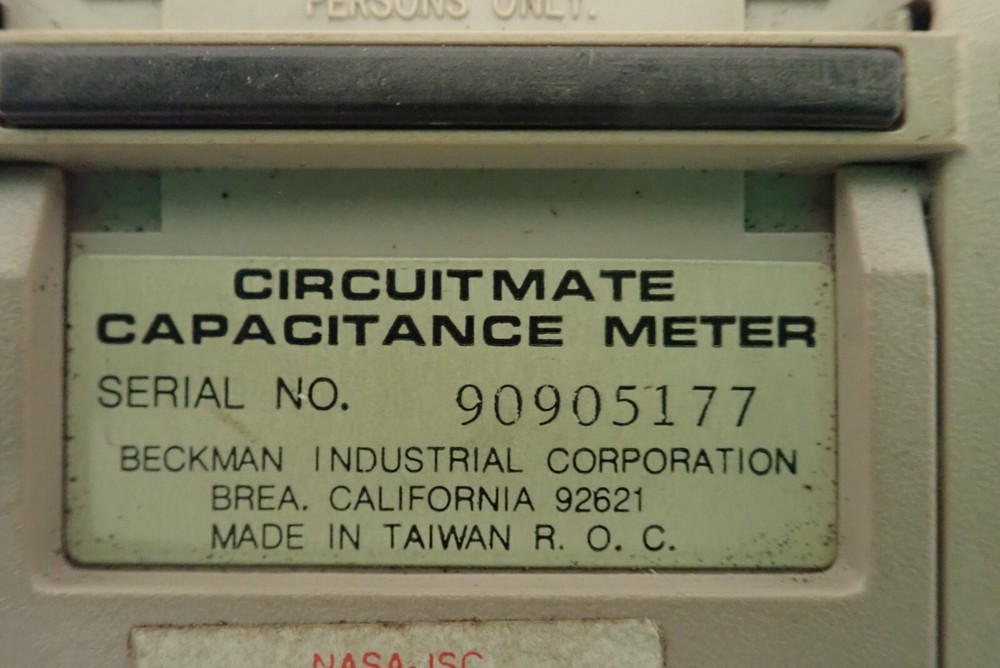 PERSONS ONLY.
CIRCUITMATE
CAPACITANCE METER
SERIAL NO. 90905177
BECKMAN INDUSTRIAL CORPORATION
BREA. CALIFORNIA 92621
MADE IN TAIWAN R. O. C.
NASA-JSC